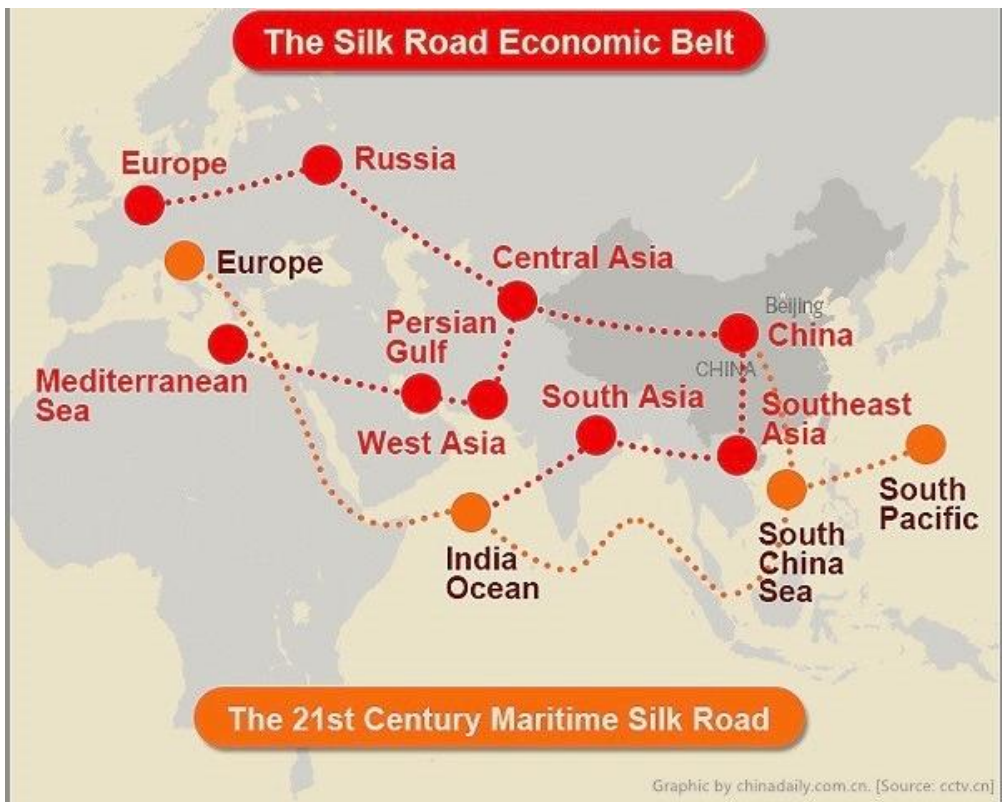 The Silk Road Economic Belt
Europe
Russia
Europe
Central Asia
Beijing
China
CHINA
Persian
Gulf
Mediterranean
Sea
West Asia
South Asia
Southeast
Asia
South
Pacific
India
Ocean
South
China
Sea
The 21st Century Maritime Silk Road
Graphic by chinadaily.com.cn. [Source: cctv.cn]